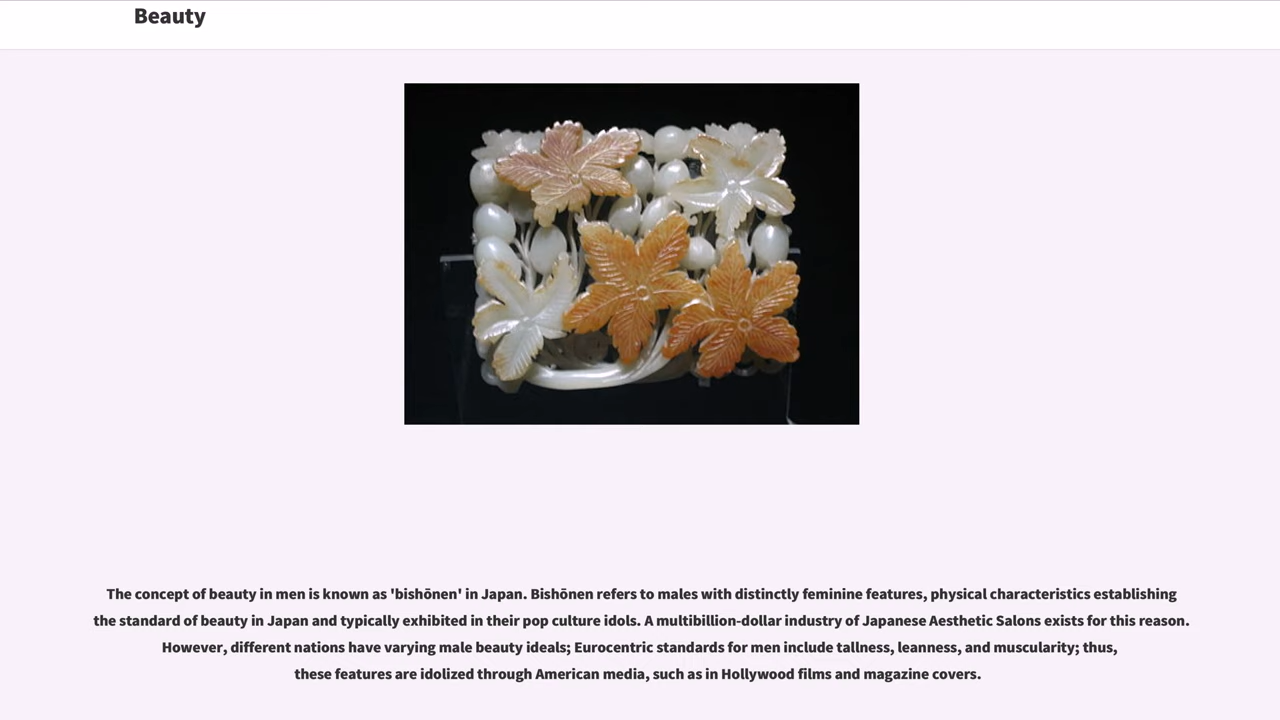 Beauty
The concept of beauty in men is known as 'bishōnen' in Japan. Bishōnen refers to males with distinctly feminine features, physical characteristics establishing
the standard of beauty in Japan and typically exhibited in their pop culture idols. A multibillion-dollar industry of Japanese Aesthetic Salons exists for this reason.
However, different nations have varying male beauty ideals; Eurocentric standards for men include tallness, leanness, and muscularity; thus,
these features are idolized through American media, such as in Hollywood films and magazine covers.